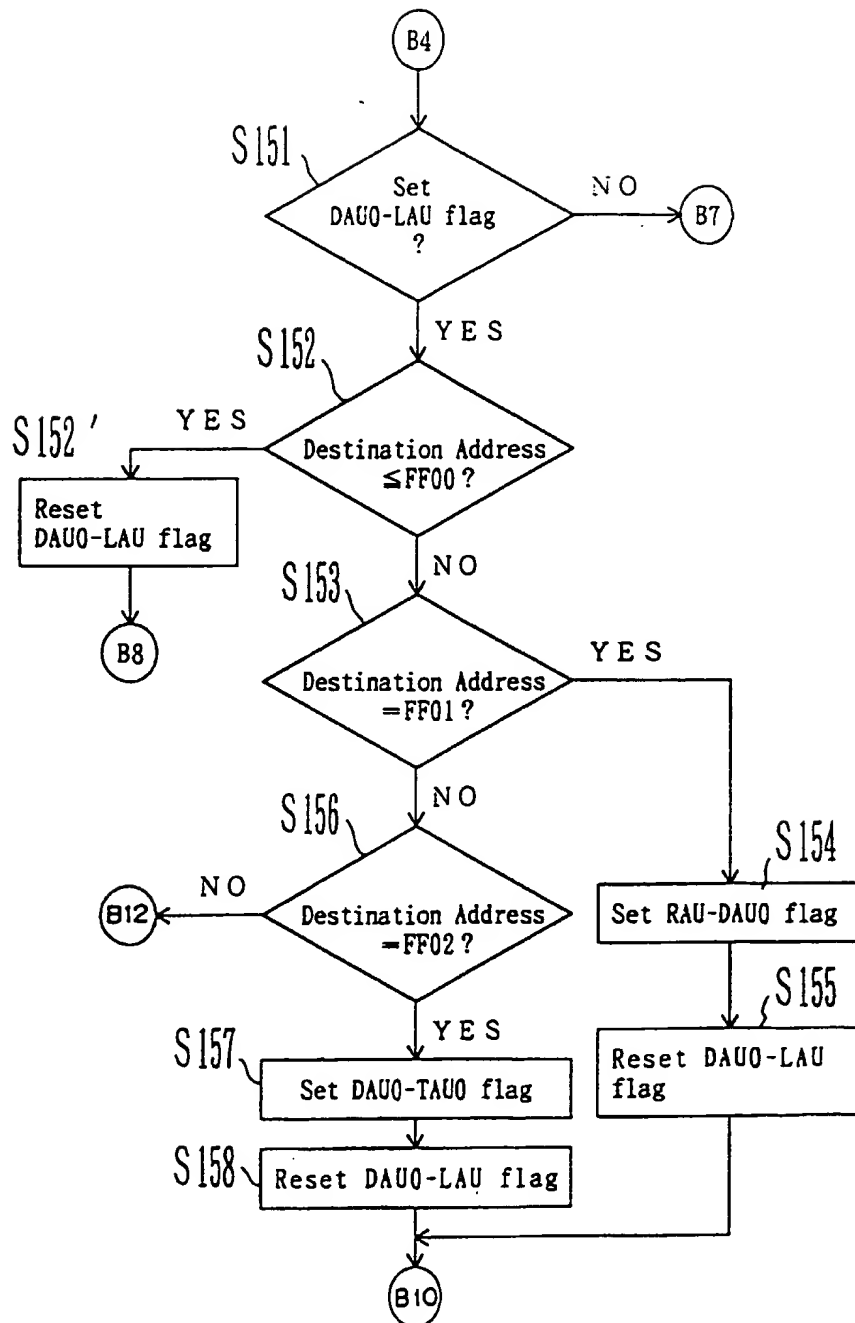 B4
S151
Set
DAU0-LAU flag
?
NO
B7
YES
S152
YES
S152'
Destination Address
≦FF00?
Reset
DAU0-LAU flag
NO
B8
S153
YES
Destination Address
=FF01?
NO
S156
S154
NO
B12
Destination Address
=FF02?
Set RAU-DAU0 flag
S155
YES
S157
Reset DAU0-LAU
flag
Set DAU0-TAU0 flag
S158
Reset DAU0-LAU flag
B10